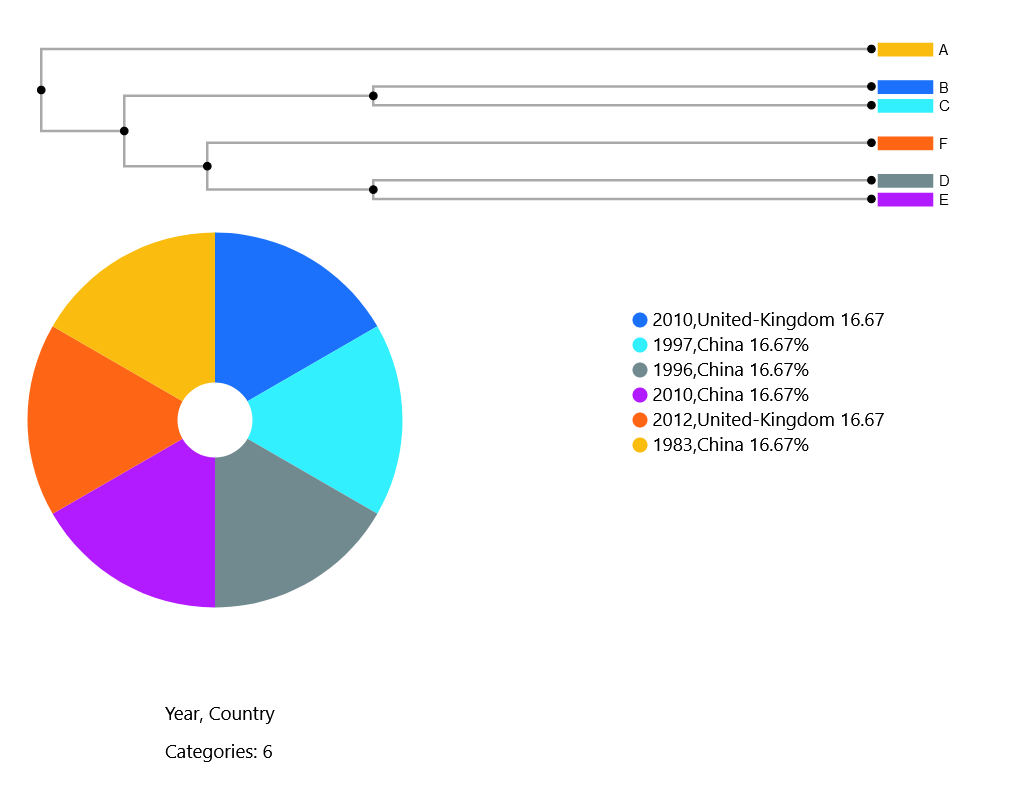 A
B
C
F
D
E
2010,United-Kingdom 16.67
1997,China 16.67%
1996,China 16.67%
2010,China 16.67%
2012,United-Kingdom 16.67
1983,China 16.67%
Year, Country
Categories: 6